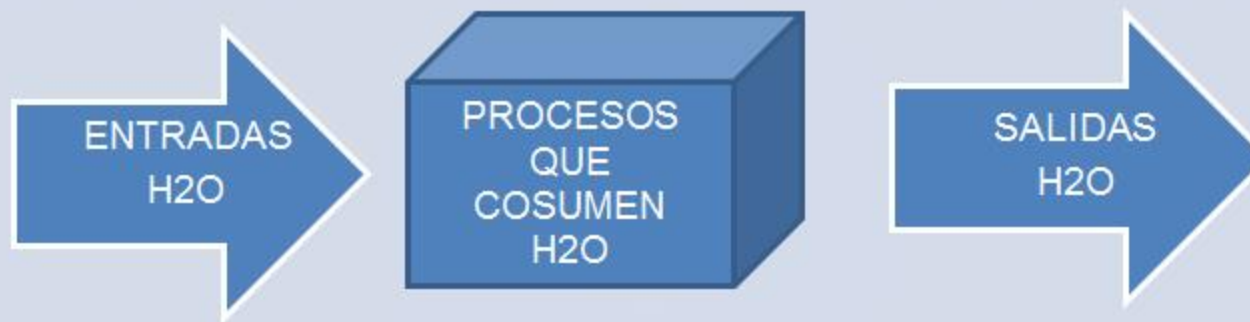 ENTRADAS
H2O
PROCESOS
QUE
COSUMEN
H2O
SALIDAS
H2O